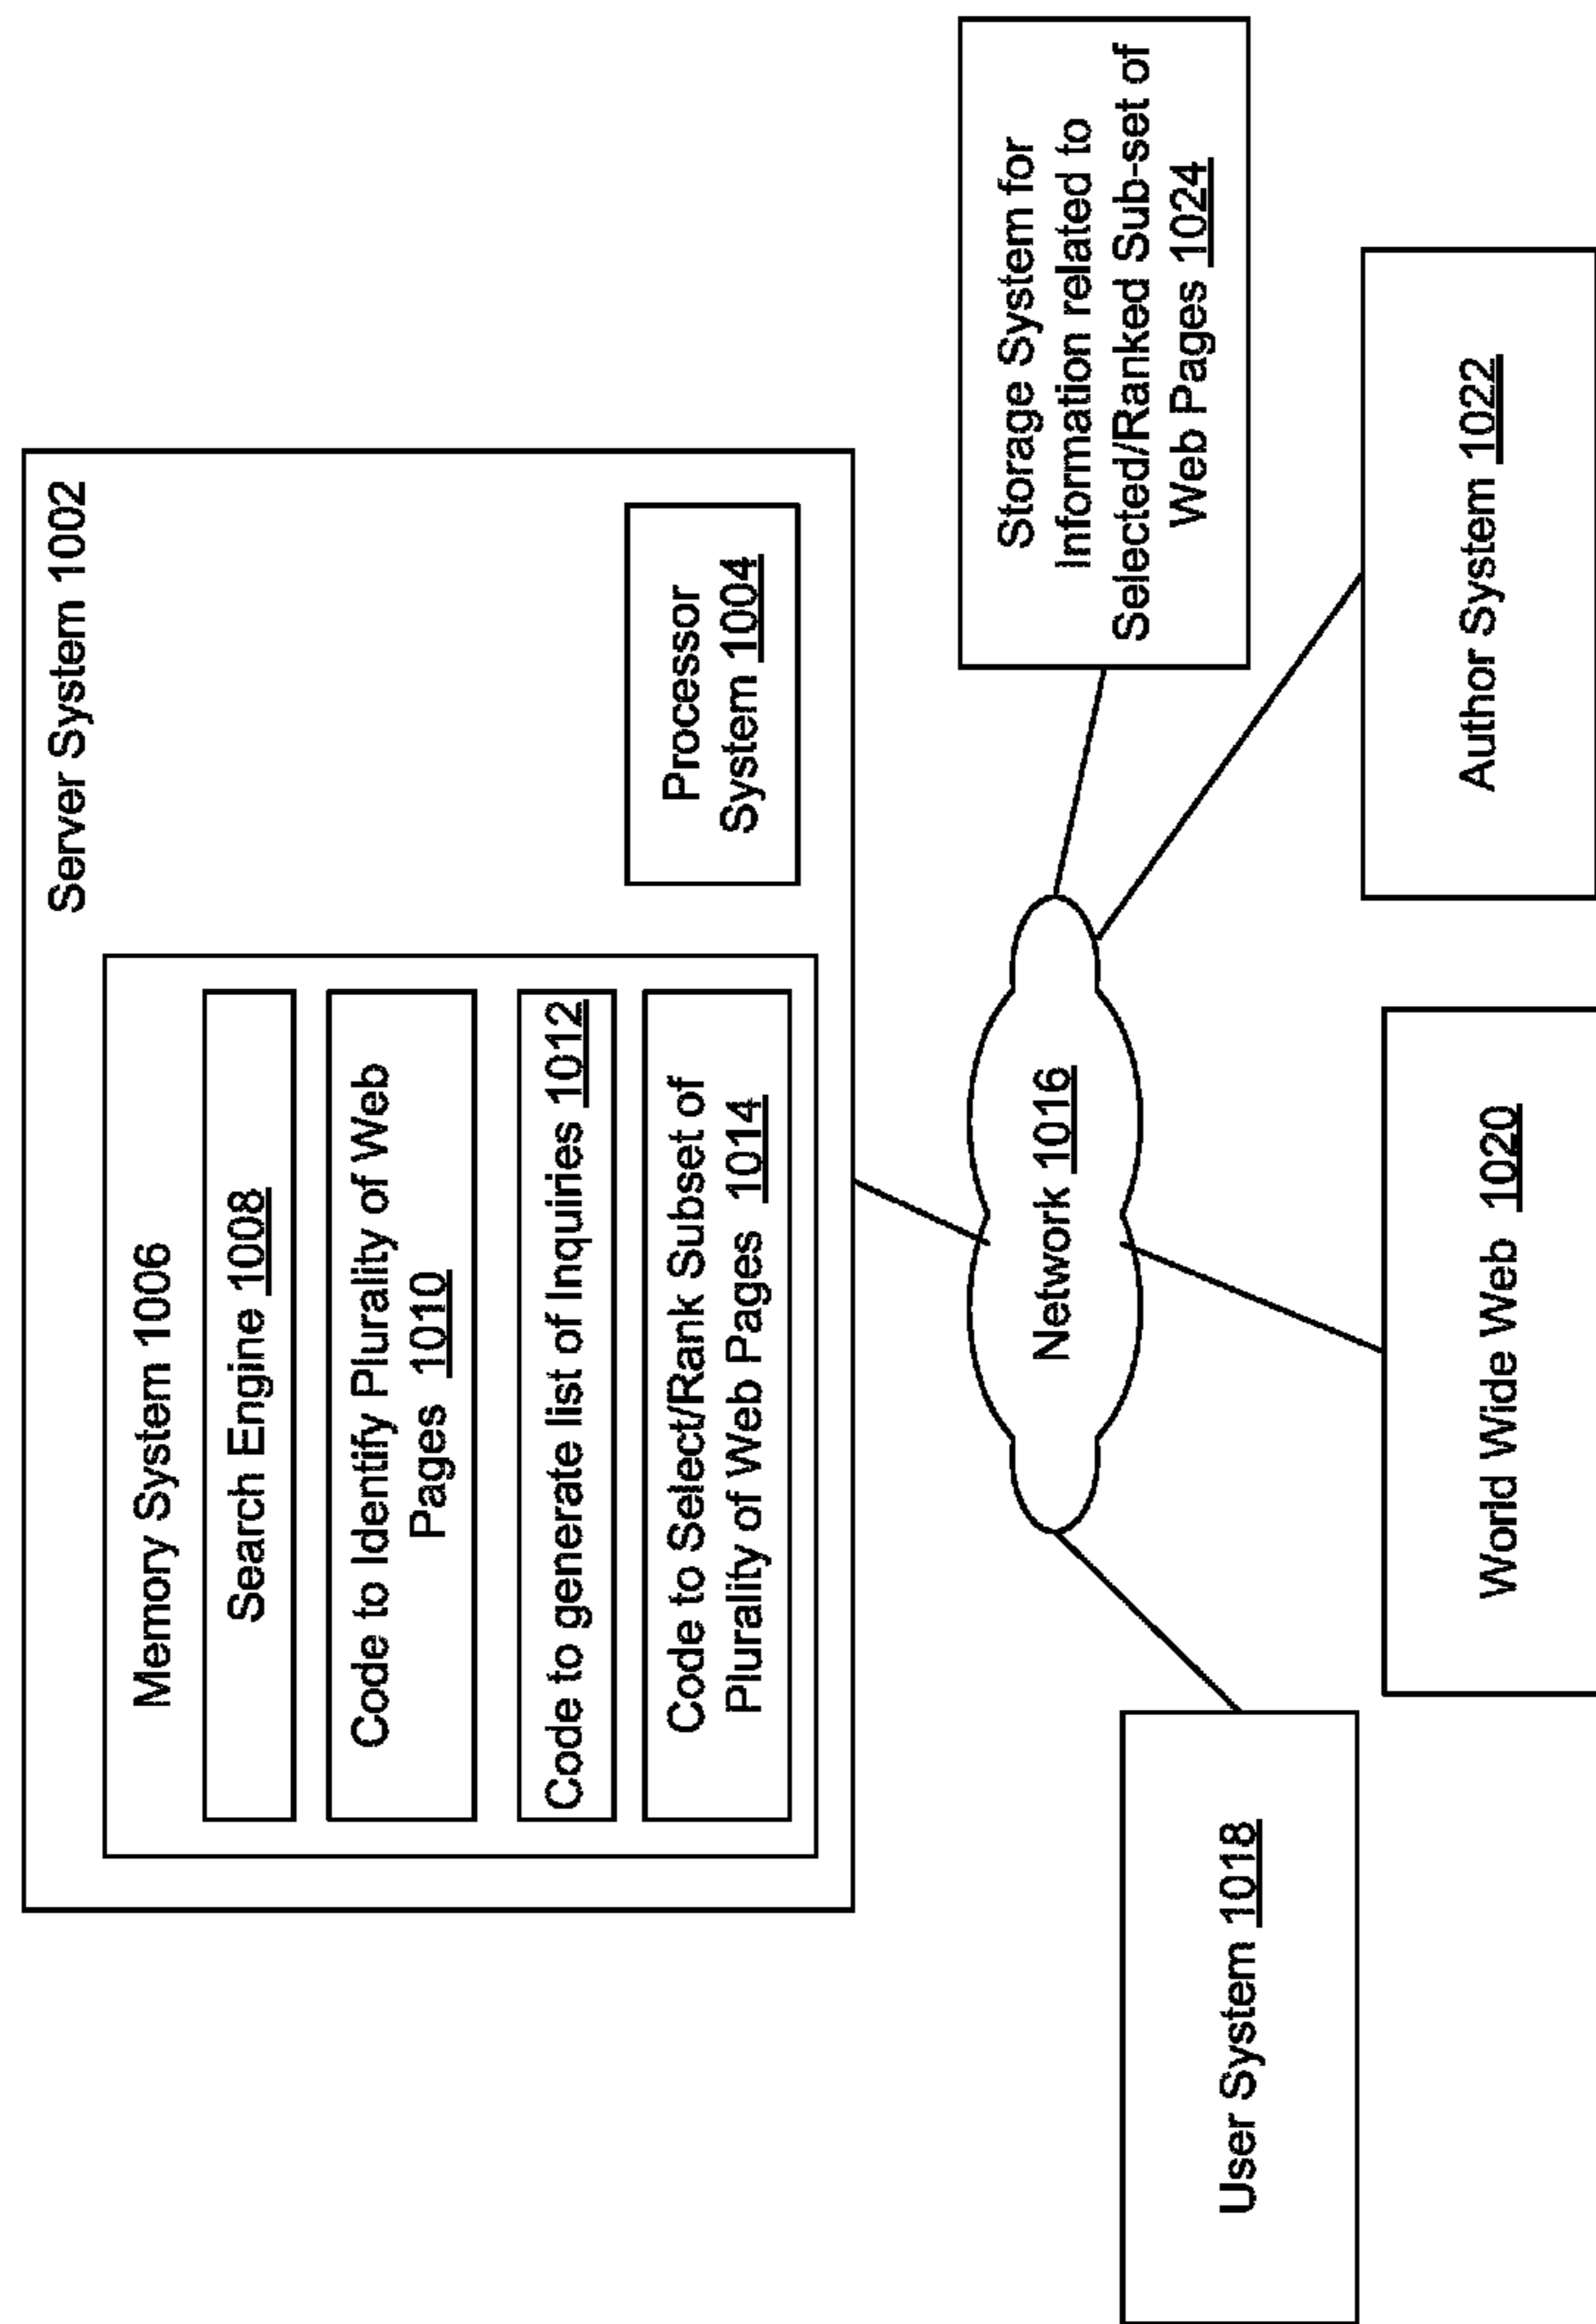 Server System 1002
Memory System 1006
Search Engine 1008
Code to Identify Plurality of Web
Pages 1010
Code to generate list of Inquiries 1012
Code to Select/Rank Subset of
Plurality of Web Pages 1014
Processor
System 1004
Network 1016
Storage System for
Information related to
Selected/Ranked Sub-set of
Web Pages 1024
User System 1018
World Wide Web 1020
Author System 1022